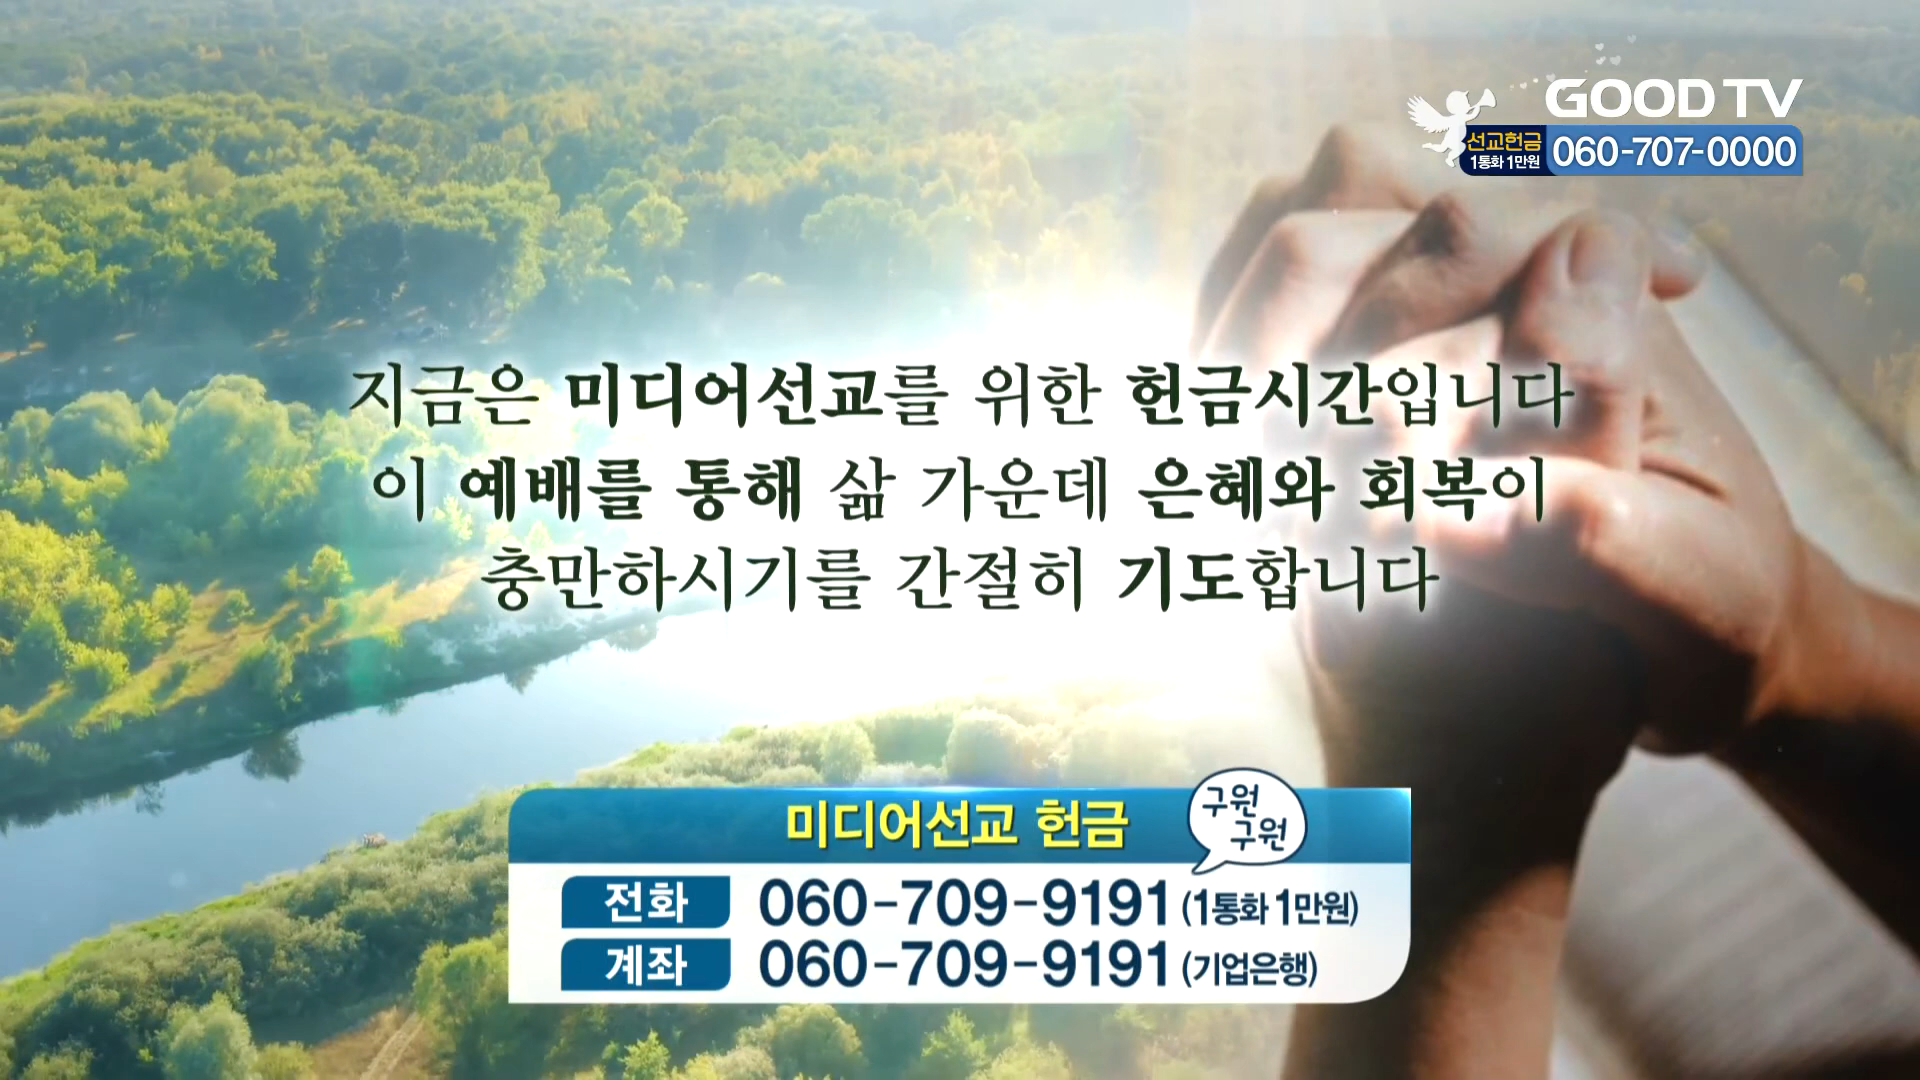 GOOD TV
선교헌금
1통화 1만원
060-707-0000
지금은 미디어선교를 위한 헌금시간입니다
이 예배를 통해 삶 가운데 은혜와 회복이
충만하시기를 간절히 기도합니다
미디어선교 헌금
구원
구원
전화 060-709-9191 (1통화 1만원)
계좌 060-709-9191 (기업은행)